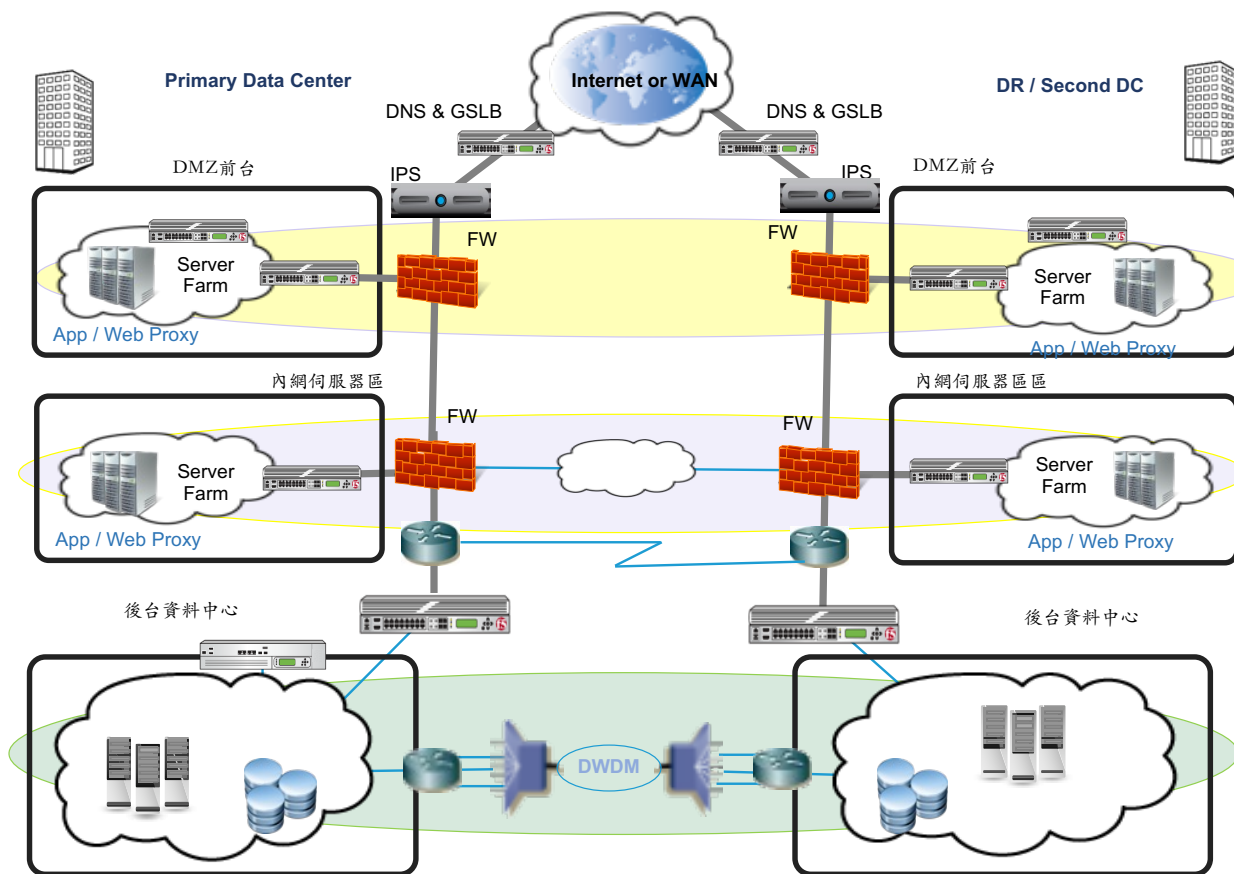 Internet or WAN
Primary Data Center
DR / Second DC
DNS & GSLB
DNS & GSLB
DMZ前台
IPS
IPS
DMZ前台
FW
FW
Server
Farm
App / Web Proxy
Server
Farm
App / Web Proxy
內網伺服器區
內網伺服器區區
FW
FW
Server
Farm
App / Web Proxy
Server
Farm
App / Web Proxy
後台資料中心
後台資料中心
DWDM